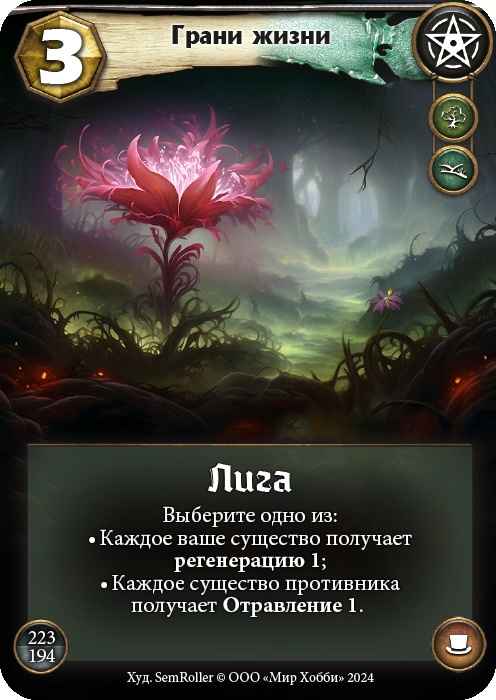 3
Грани жизни
Лига
Выберите одно из:
• Каждое ваше существо получает
регенерацию 1;
• Каждое существо противника
получает Отравление 1.
223
194
Худ. SemRoller © ООО «Мир Хобби» 2024